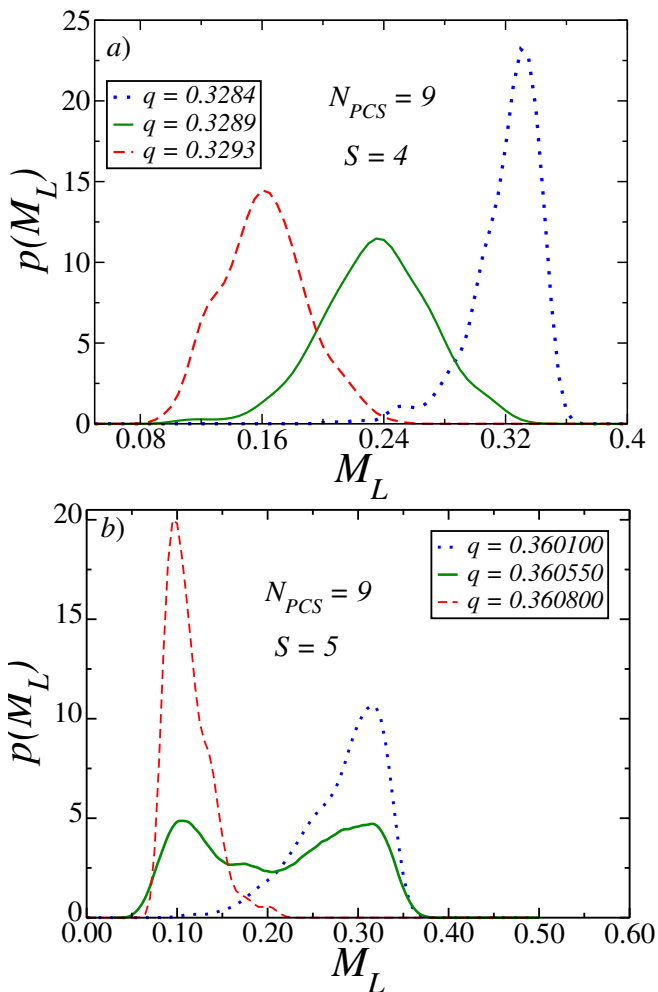 a)
25
20
15
10
5
0
p(M_L)
q = 0.3284
q = 0.3289
q = 0.3293
N_PCS = 9
S = 4
0.08 0.16 0.24 0.32 0.4
M_L
b)
20
15
10
5
0
p(M_L)
N_PCS = 9
S = 5
q = 0.360100
q = 0.360550
q = 0.360800
0.00 0.10 0.20 0.30 0.40 0.50 0.60
M_L